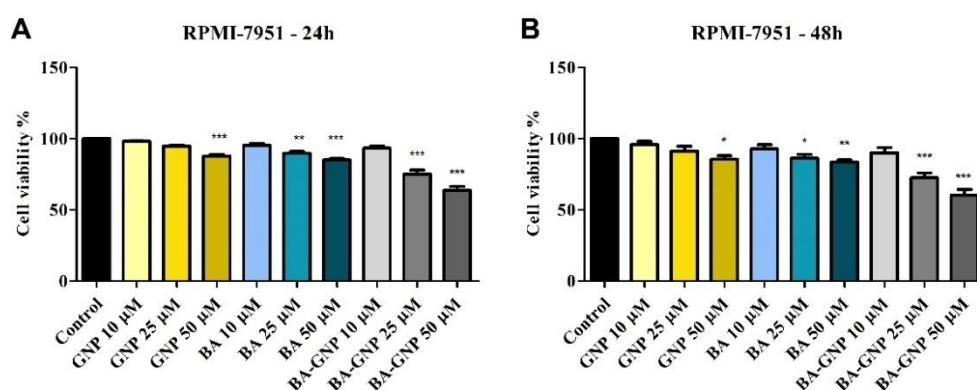 A
RPMI-7951 - 24h
Cell viability %
150
100
50
0
***
**
***
***
***
Control
GNP 10 µM
GNP 25 µM
GNP 50 µM
BA 10 µM
BA 25 µM
BA 50 µM
BA-GNP 10 µM
BA-GNP 25 µM
BA-GNP 50 µM
B
RPMI-7951 - 48h
Cell viability %
150
100
50
0
*
*
**
***
***
Control
GNP 10 µM
GNP 25 µM
GNP 50 µM
BA 10 µM
BA 25 µM
BA 50 µM
BA-GNP 10 µM
BA-GNP 25 µM
BA-GNP 50 µM